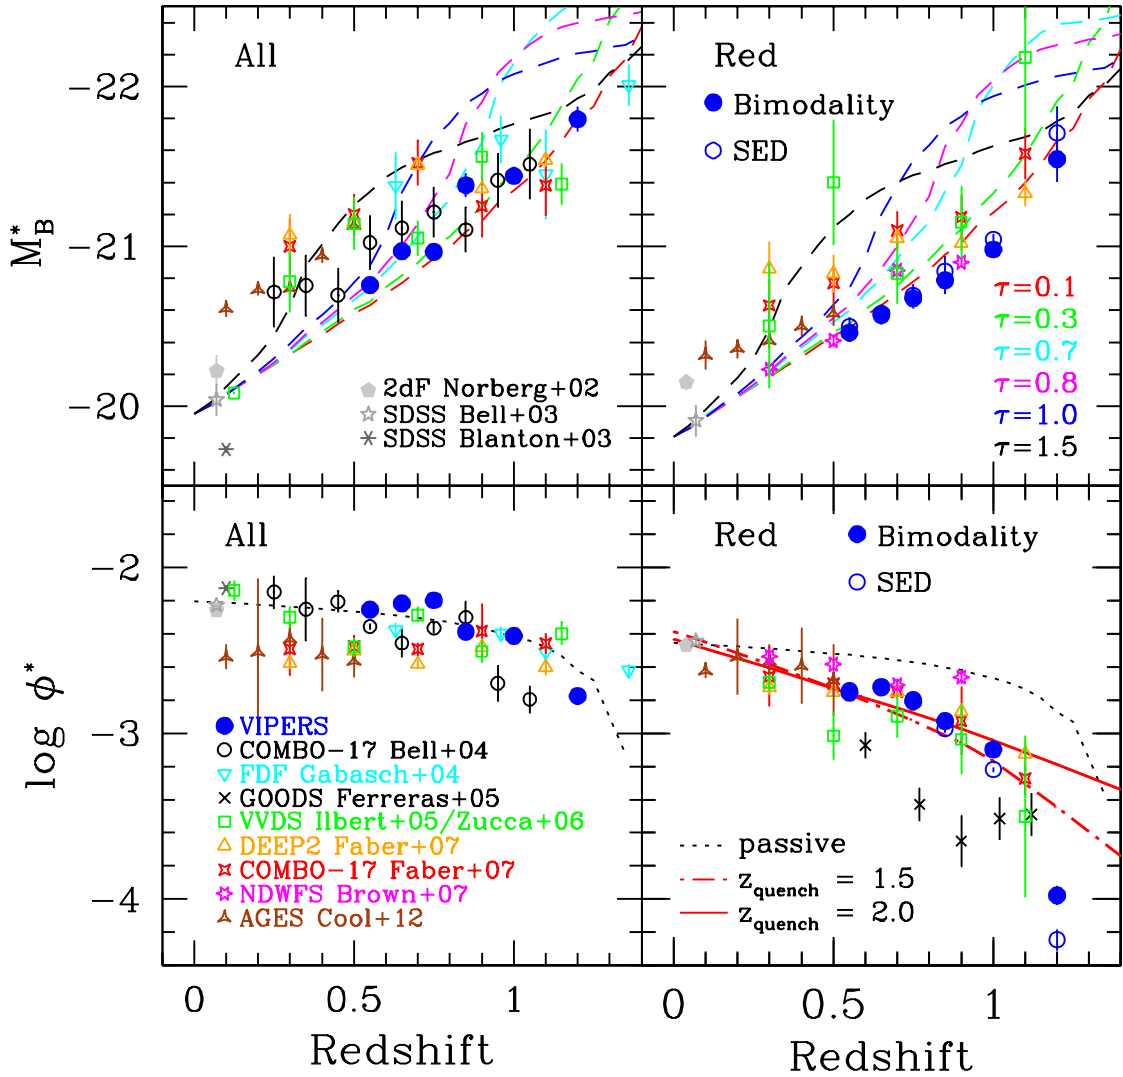 All
Red
Bimodality
SED
−22
−21
−20
M*B
2dF Norberg+02
SDSS Bell+03
SDSS Blanton+03
τ=0.1
τ=0.3
τ=0.7
τ=0.8
τ=1.0
τ=1.5
All
Red
Bimodality
SED
−2
−3
−4
log ϕ*
VIPERS
COMBO−17 Bell+04
FDF Gabasch+04
GOODS Ferreras+05
VVDS Ilbert+05/Zucca+06
DEEP2 Faber+07
COMBO−17 Faber+07
NDWFS Brown+07
AGES Cool+12
passive
zquench = 1.5
zquench = 2.0
0 0.5 1
0 0.5 1
Redshift
Redshift